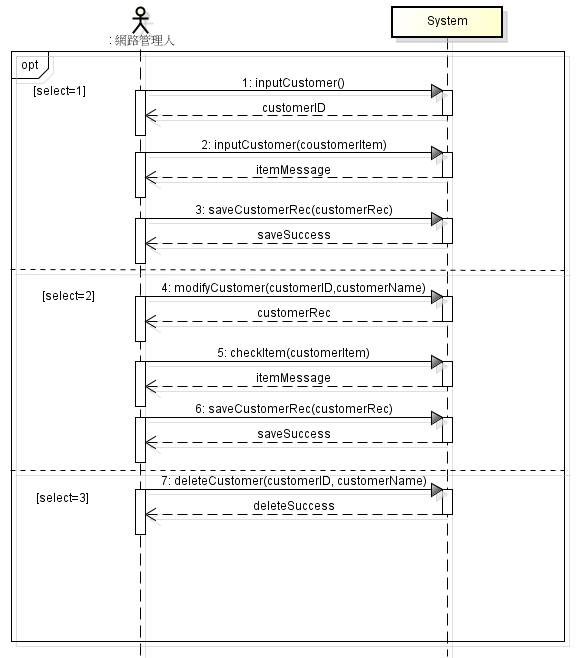 : 網路管理人
System
opt
[select=1]
1: inputCustomer()
customerID
2: inputCustomer(coustomerItem)
itemMessage
3: saveCustomerRec(customerRec)
saveSuccess
[select=2]
4: modifyCustomer(customerID,customerName)
customerRec
5: checkItem(customerItem)
itemMessage
6: saveCustomerRec(customerRec)
saveSuccess
[select=3]
7: deleteCustomer(customerID, customerName)
deleteSuccess